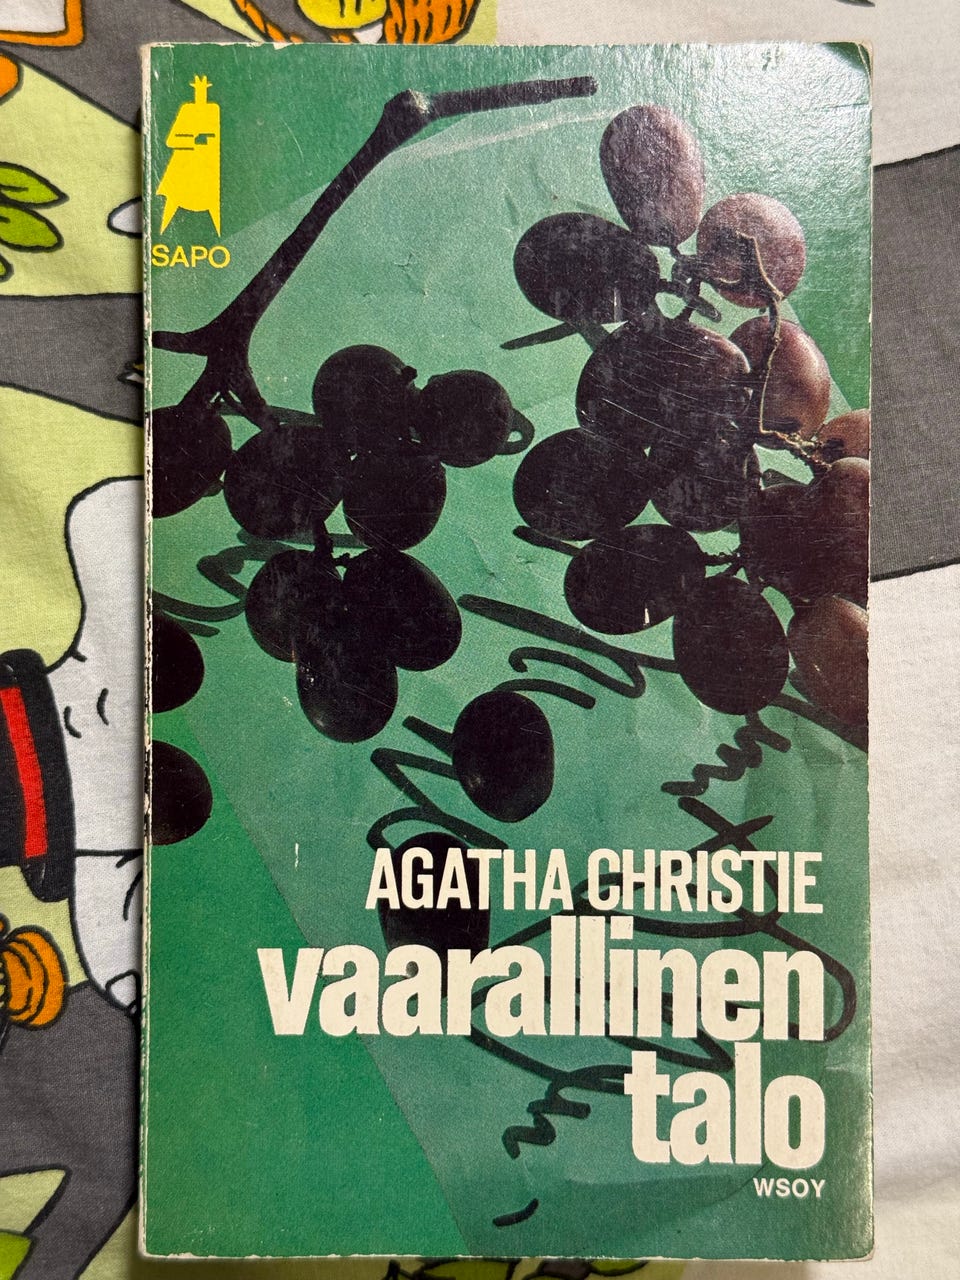 SAPO
AGATHA CHRISTIE
vaarallinen
talo
WSOY